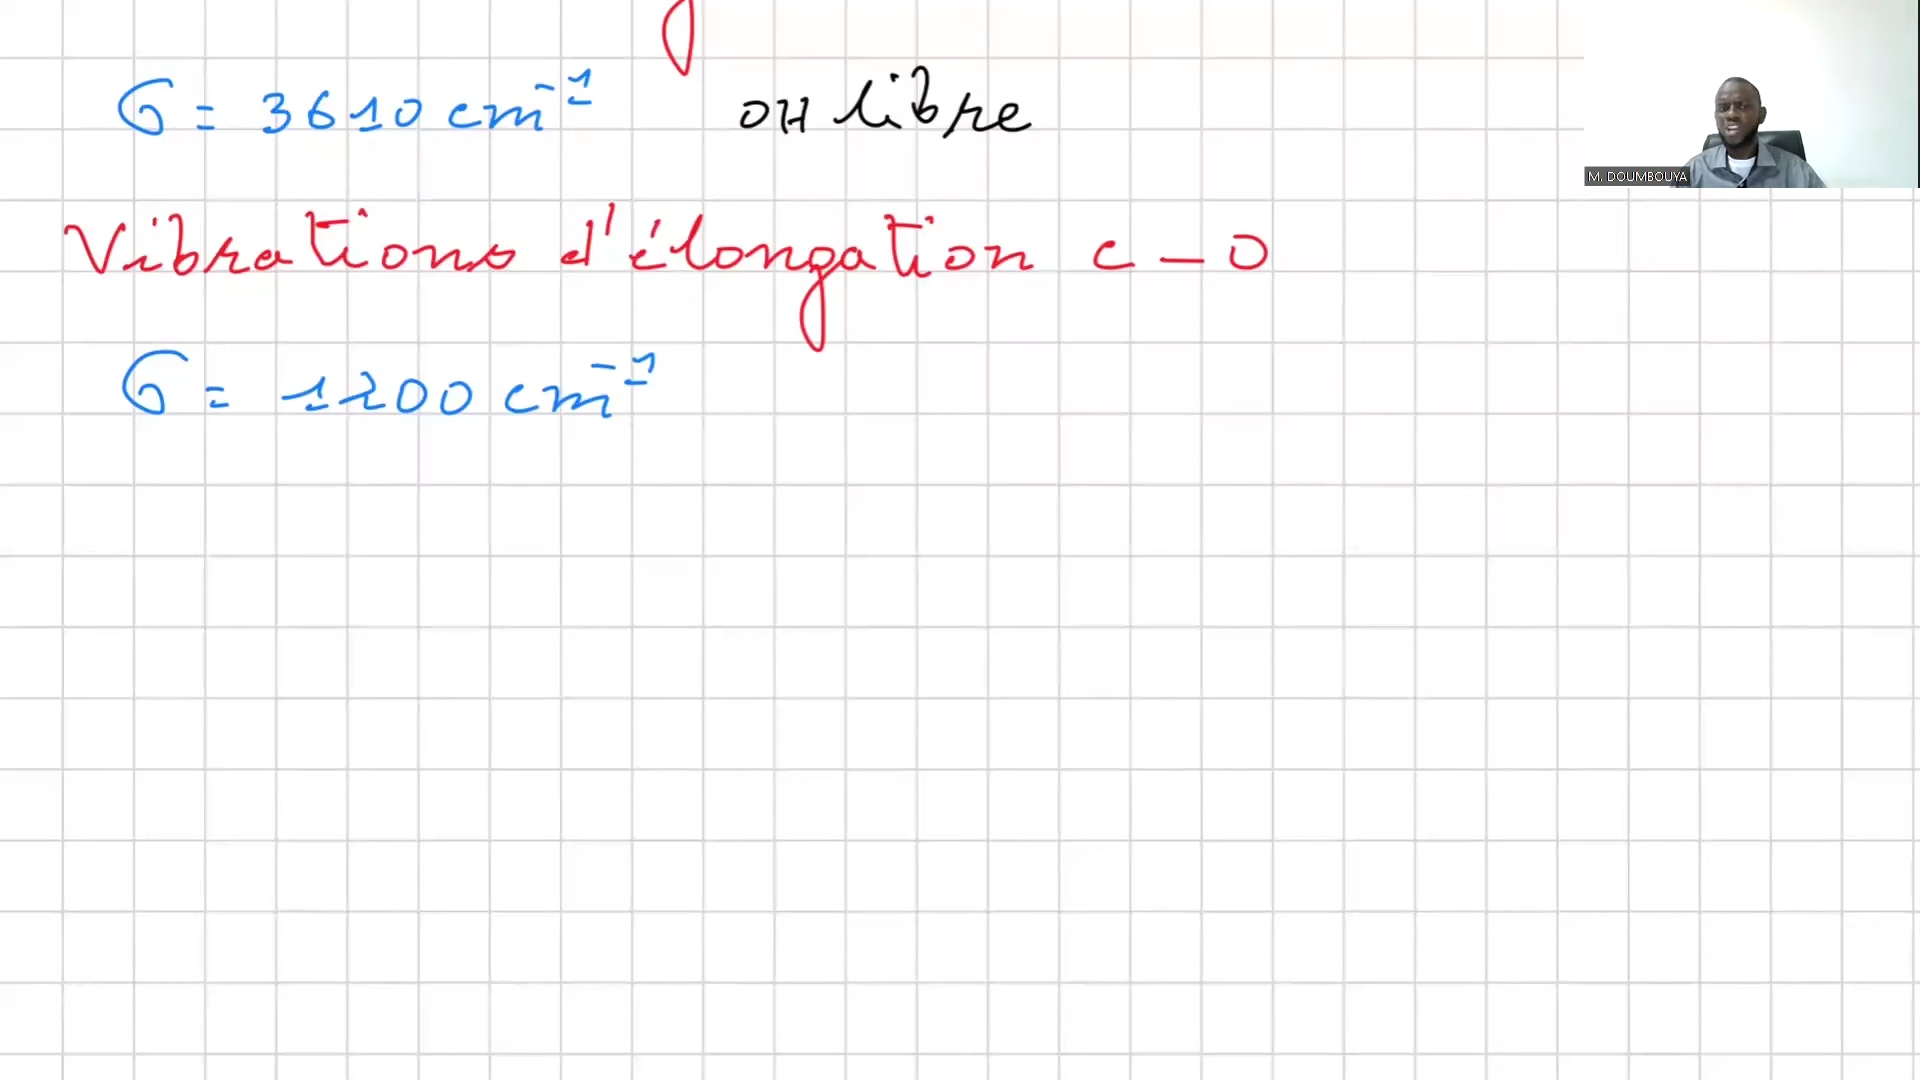 σ = 3610 cm⁻¹ OH libre
M. DOUMBOUYA
Vibrations d'élongation C - O
σ = 1200 cm⁻¹